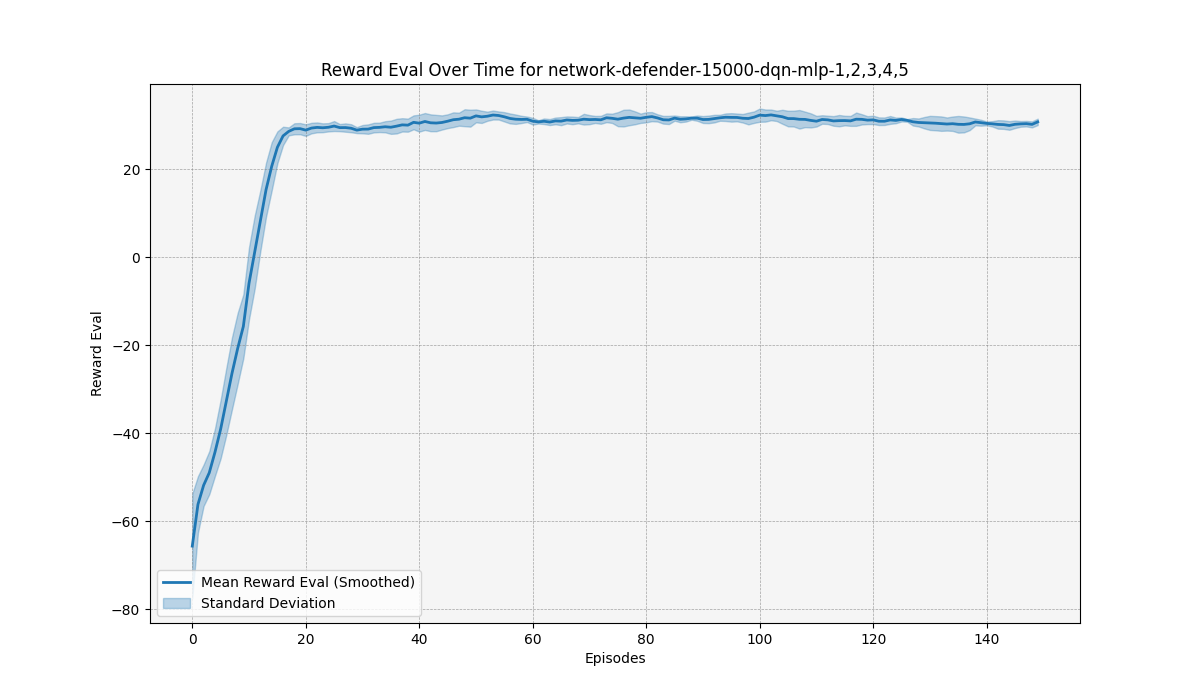 Reward Eval Over Time for network-defender-15000-dqn-mlp-1,2,3,4,5
Reward Eval
20
0
−20
−40
−60
−80
Mean Reward Eval (Smoothed)
Standard Deviation
0 20 40 60 80 100 120 140
Episodes